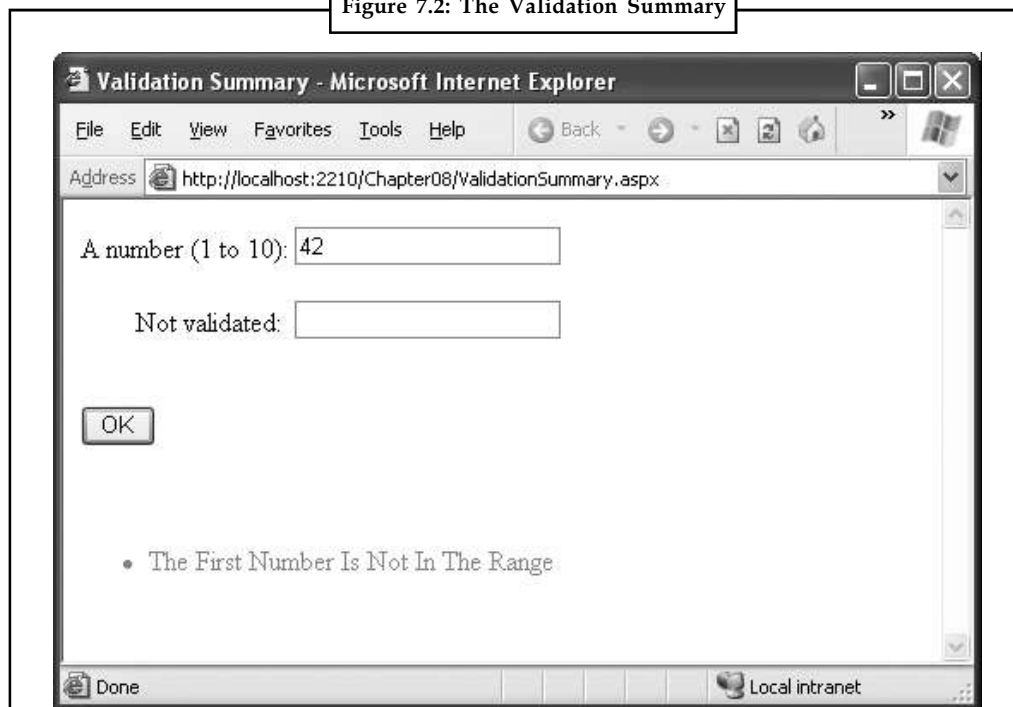 Figure 7.2: The Validation Summary
Validation Summary - Microsoft Internet Explorer
File Edit View Favorites Tools Help Back »
Address http://localhost:2210/Chapter08/ValidationSummary.aspx
A number (1 to 10): 42
Not validated:
OK
• The First Number Is Not In The Range
Done Local intranet